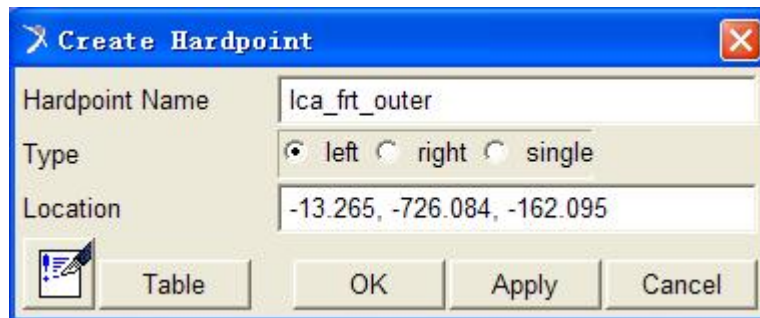 Create Hardpoint
Hardpoint Name lca_frt_outer
Type left right single
Location -13.265, -726.084, -162.095
Table OK Apply Cancel